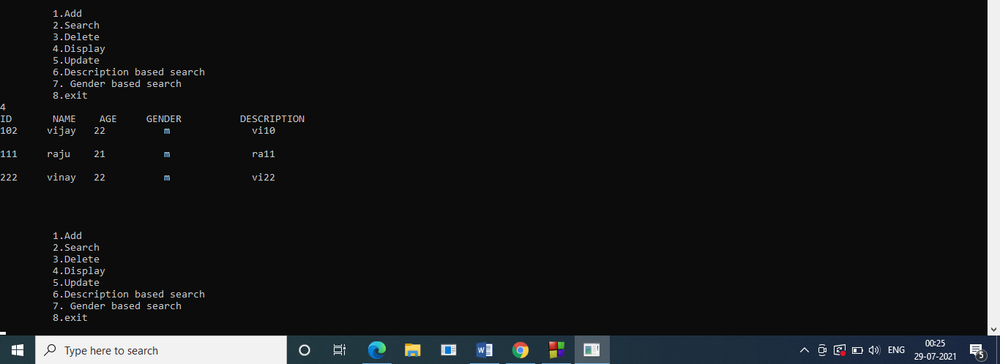 1.Add
2.Search
3.Delete
4.Display
5.Update
6.Description based search
7. Gender based search
8.exit
4
ID NAME AGE GENDER DESCRIPTION
102 vijay 22 m vi10
111 raju 21 m ra11
222 vinay 22 m vi22
1.Add
2.Search
3.Delete
4.Display
5.Update
6.Description based search
7. Gender based search
8.exit
Type here to search
ENG
00:25
29-07-2021
5